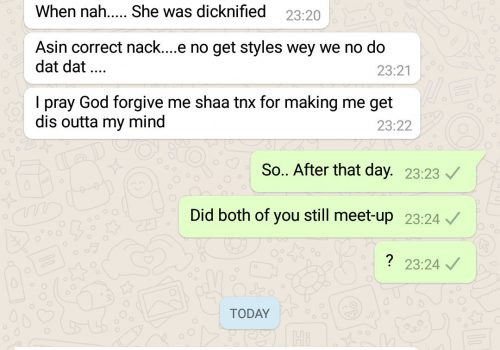 When nah..... She was dicknified
23:20
Asin correct nack....e no get styles wey we no do
dat dat ....
23:21
I pray God forgive me shaa tnx for making me get
dis outta my mind
23:22
So.. After that day. 23:23
Did both of you still meet-up 23:24
? 23:24
TODAY